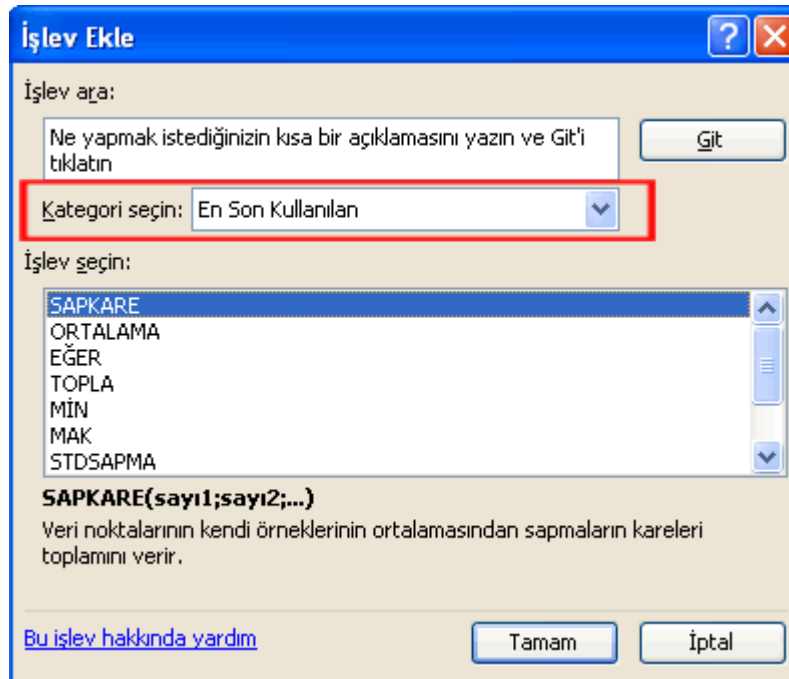 İşlev Ekle
İşlev ara:
Ne yapmak istediğinizin kısa bir açıklamasını yazın ve Git'i
tıklatın
Git
Kategori seçin: En Son Kullanılan
İşlev seçin:
SAPKARE
ORTALAMA
EĞER
TOPLA
MİN
MAK
STDSAPMA
SAPKARE(sayı1;sayı2;...)
Veri noktalarının kendi örneklerinin ortalamasından sapmaların kareleri
toplamını verir.
Bu işlev hakkında yardım
Tamam
İptal